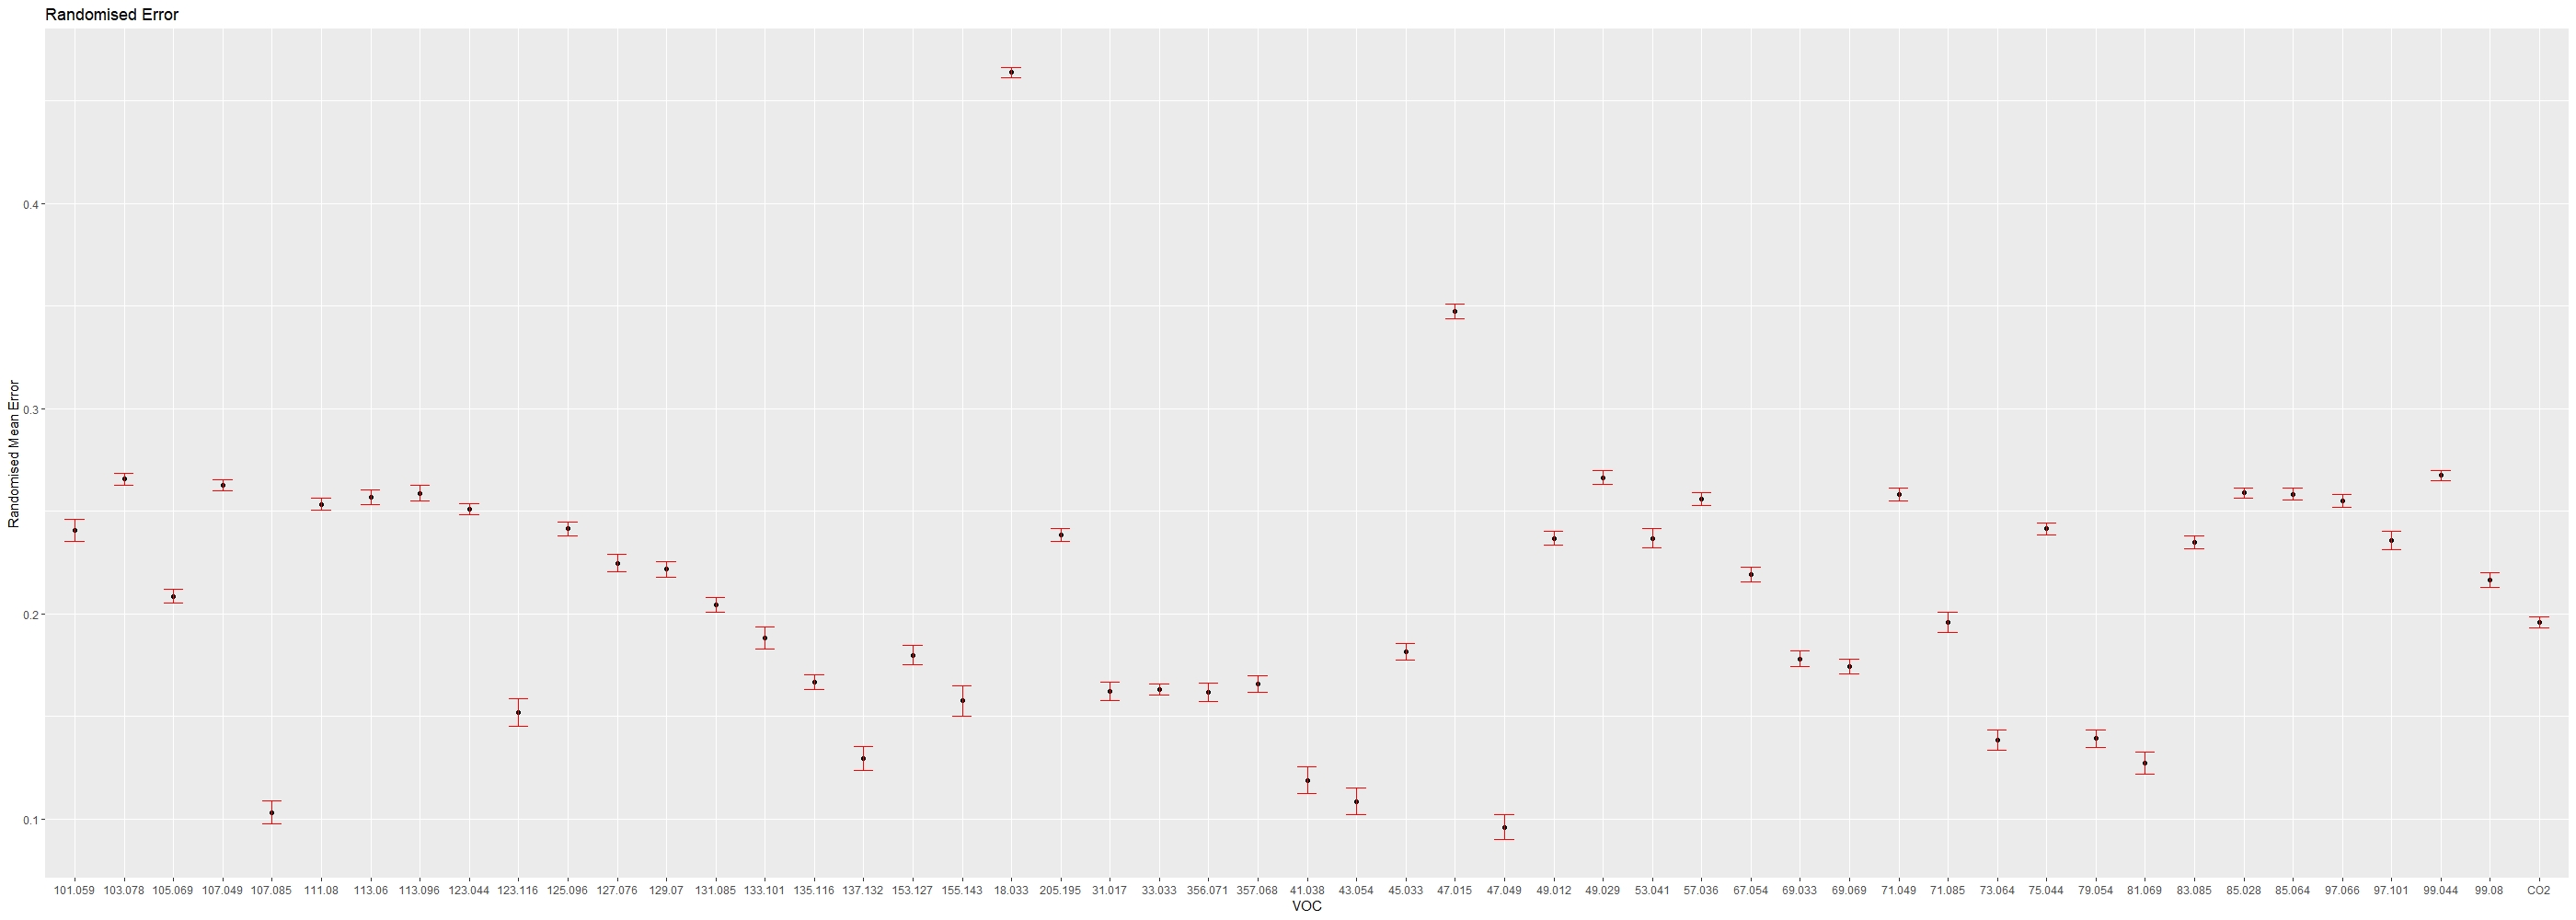 Randomised Error
Randomised Mean Error
0.4
0.3
0.2
0.1
101.059 103.078 105.069 107.049 107.085 111.08 113.06 113.096 123.044 123.116 125.096 127.076 129.07 131.085 133.101 135.116 137.132 153.127 155.143 18.033 205.195 31.017 33.033 356.071 357.068 41.038 43.054 45.033 47.015 47.049 49.012 49.029 53.041 57.036 67.054 69.033 69.069 71.049 71.085 73.064 75.044 79.054 81.069 83.085 85.028 85.064 97.066 97.101 99.044 99.08 CO2
VOC